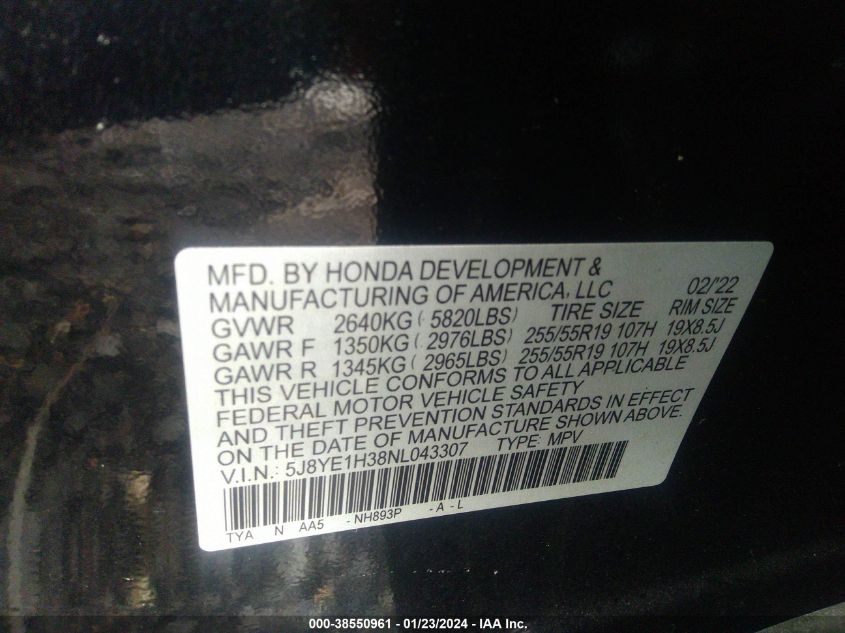 MFD. BY HONDA DEVELOPMENT &
MANUFACTURING OF AMERICA, LLC 02/'22
GVWR 2640KG ( 5820LBS) TIRE SIZE RIM SIZE
GAWR F 1350KG ( 2976LBS) 255/55R19 107H 19X8.5J
GAWR R 1345KG ( 2965LBS) 255/55R19 107H 19X8.5J
THIS VEHICLE CONFORMS TO ALL APPLICABLE
FEDERAL MOTOR VEHICLE SAFETY
AND THEFT PREVENTION STANDARDS IN EFFECT
ON THE DATE OF MANUFACTURE SHOWN ABOVE.
V.I.N.: 5J8YE1H38NL043307 TYPE: MPV
TYA N AA5 -NH893P -A -L
000-38550961 - 01/23/2024 - IAA Inc.